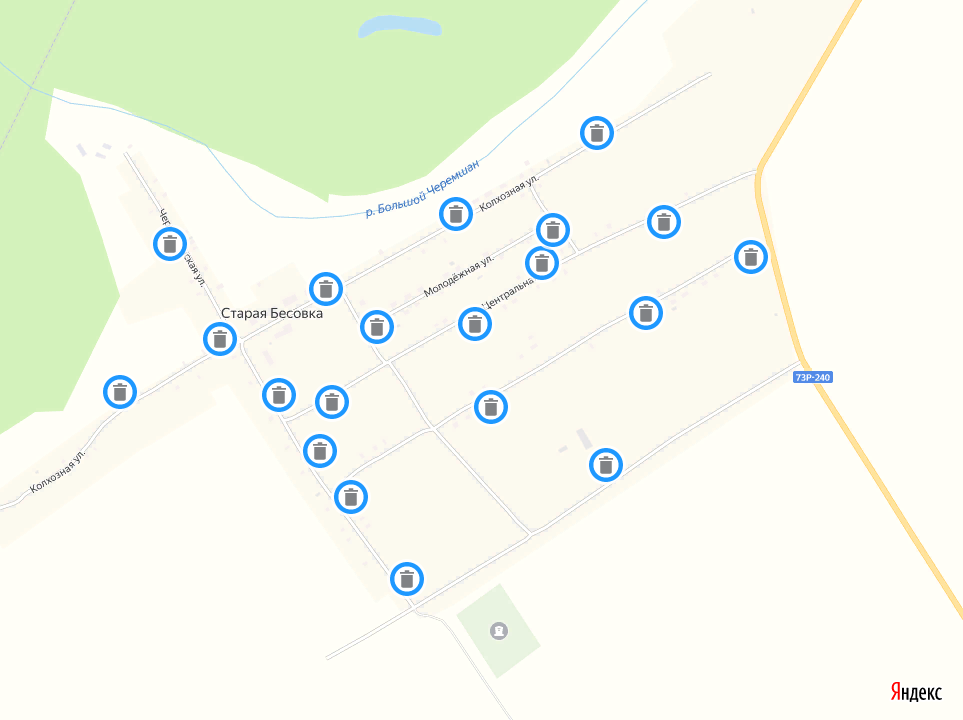 р. Большой Черемшан
Колхозная ул.
ская ул.
Молодёжная ул.
Центральна
Старая Бесовка
73Р-240
Колхозная ул.
Яндекс